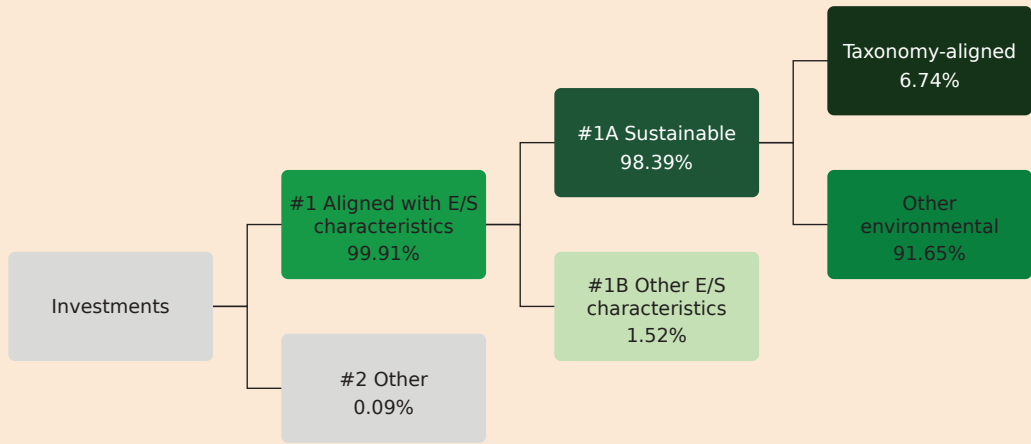 Investments
#1 Aligned with E/S
characteristics
99.91%
#2 Other
0.09%
#1A Sustainable
98.39%
#1B Other E/S
characteristics
1.52%
Taxonomy-aligned
6.74%
Other
environmental
91.65%